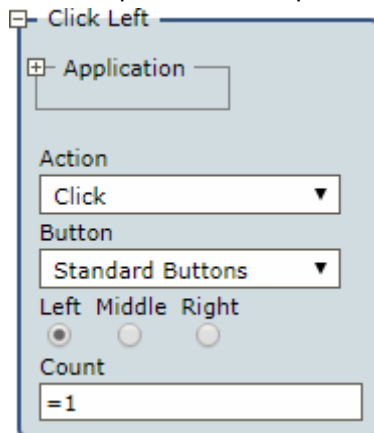 Click Left
Application
Action
Click
Button
Standard Buttons
Left Middle Right
Count
=1